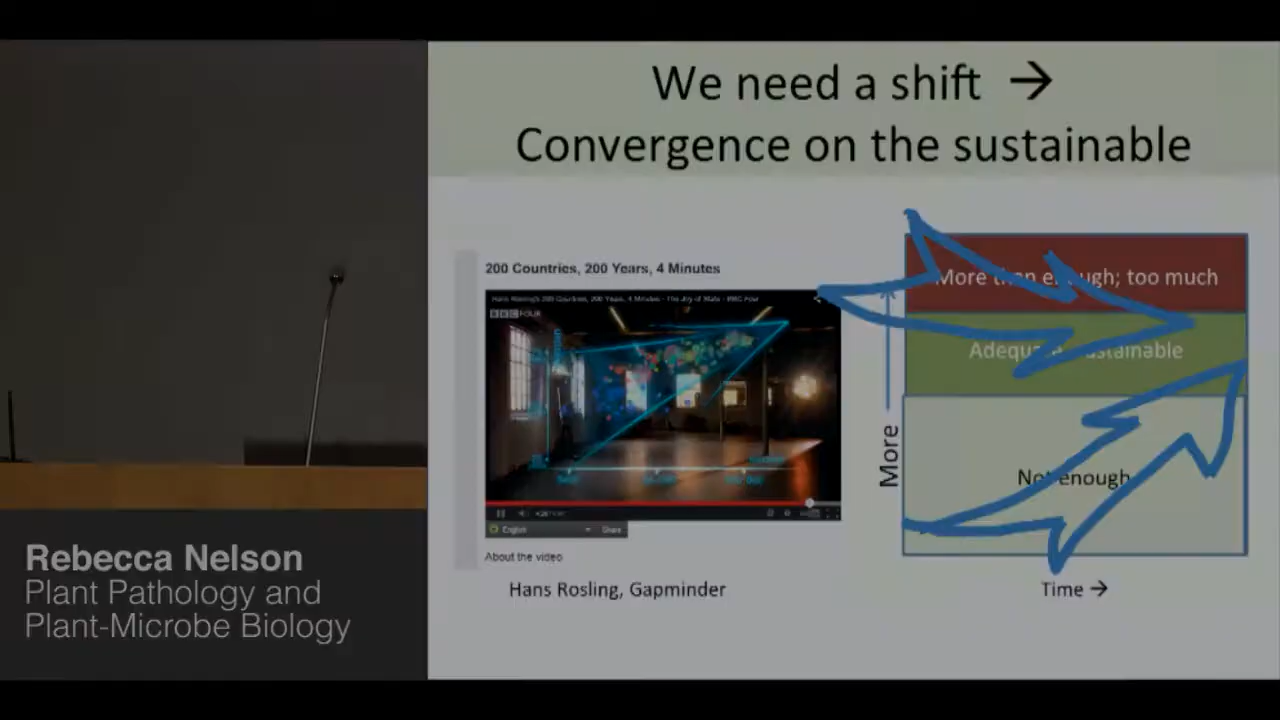 We need a shift →
Convergence on the sustainable
200 Countries, 200 Years, 4 Minutes
Hans Rosling's 200 Countries, 200 Years, 4 Minutes - The Joy of Stats - BBC Four
BBC FOUR
English
Share
About the video
Hans Rosling, Gapminder
More than enough; too much
Adequate sustainable
Not enough
More
Time →
Rebecca Nelson
Plant Pathology and
Plant-Microbe Biology